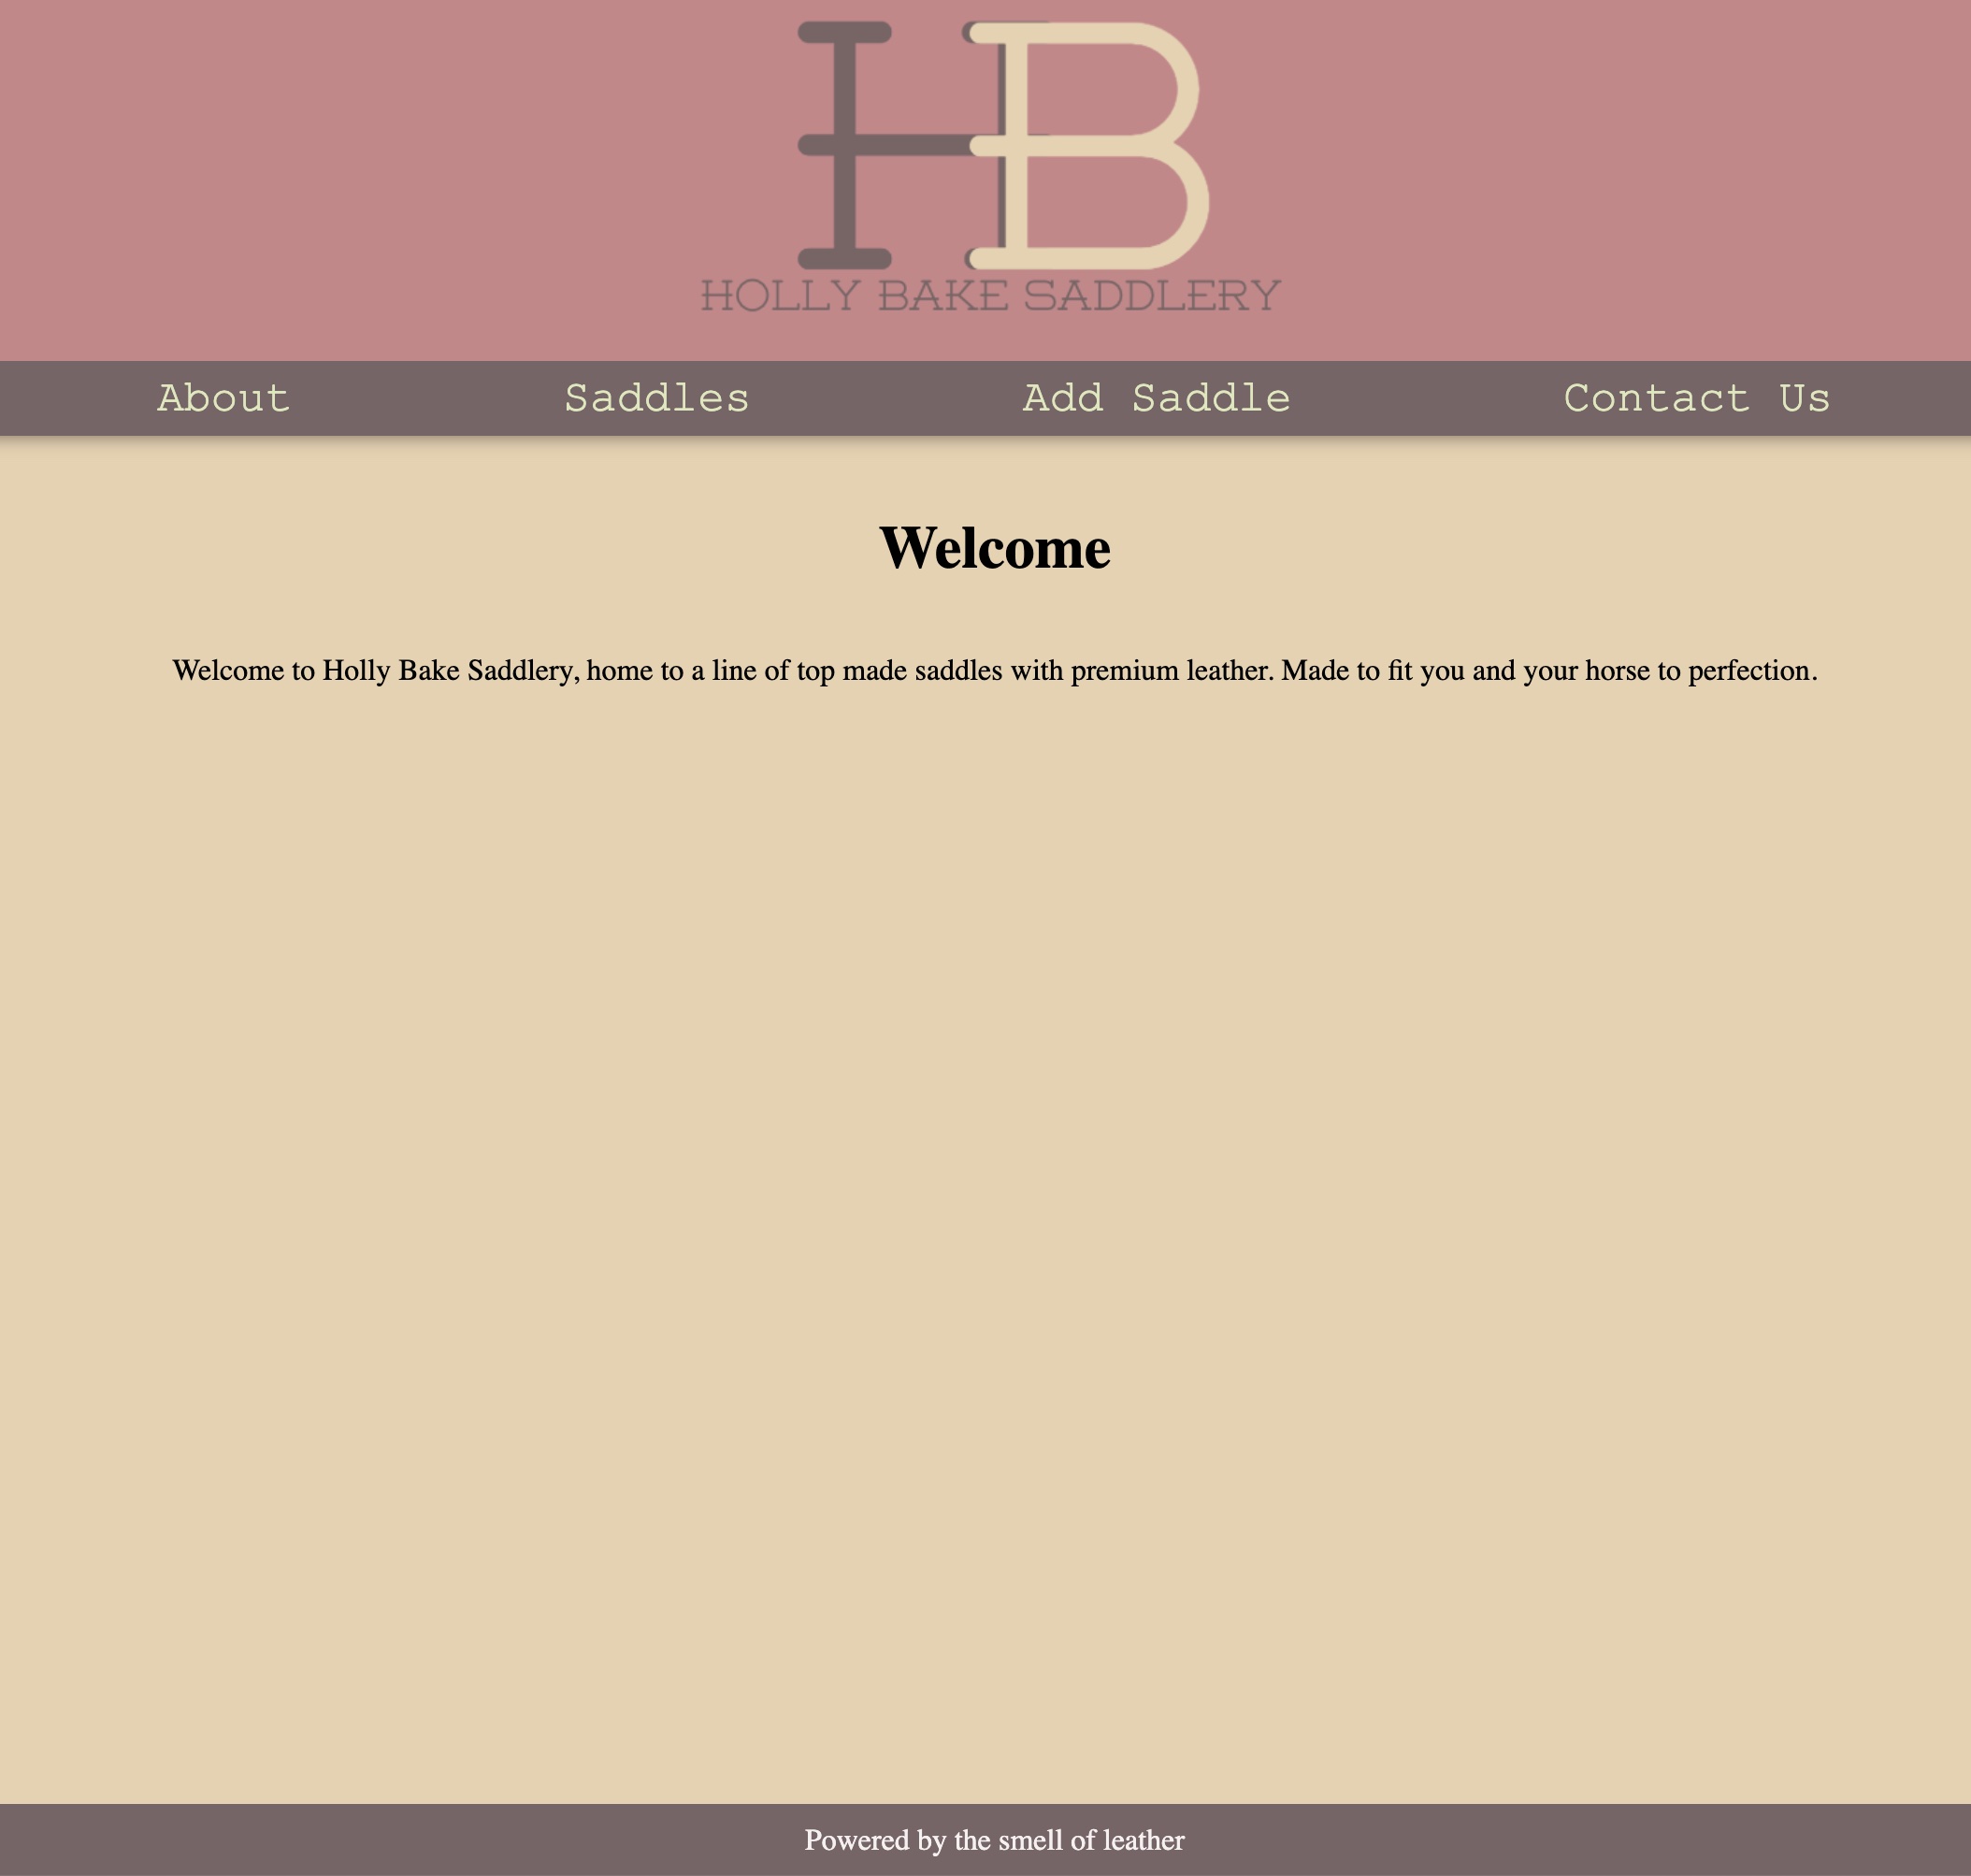 HB
HOLLY BAKE SADDLERY
About Saddles Add Saddle Contact Us
Welcome
Welcome to Holly Bake Saddlery, home to a line of top made saddles with premium leather. Made to fit you and your horse to perfection.
Powered by the smell of leather